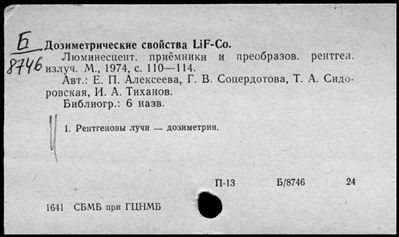 Б
8746
Дозиметрические свойства LiF-Co.
Люминесцент. приёмники и преобразов. рентген.
излуч. М., 1974, с. 110—114.
Авт.: Е. П. Алексеева, Г. В. Соцердотова, Т. А. Сидо-
ровская, И. А. Тиханов.
Библиогр.: 6 назв.
1. Рентгеновы лучи — дозиметрия.
П-13 Б/8746 24
1641 СБМБ при ГЦНМБ